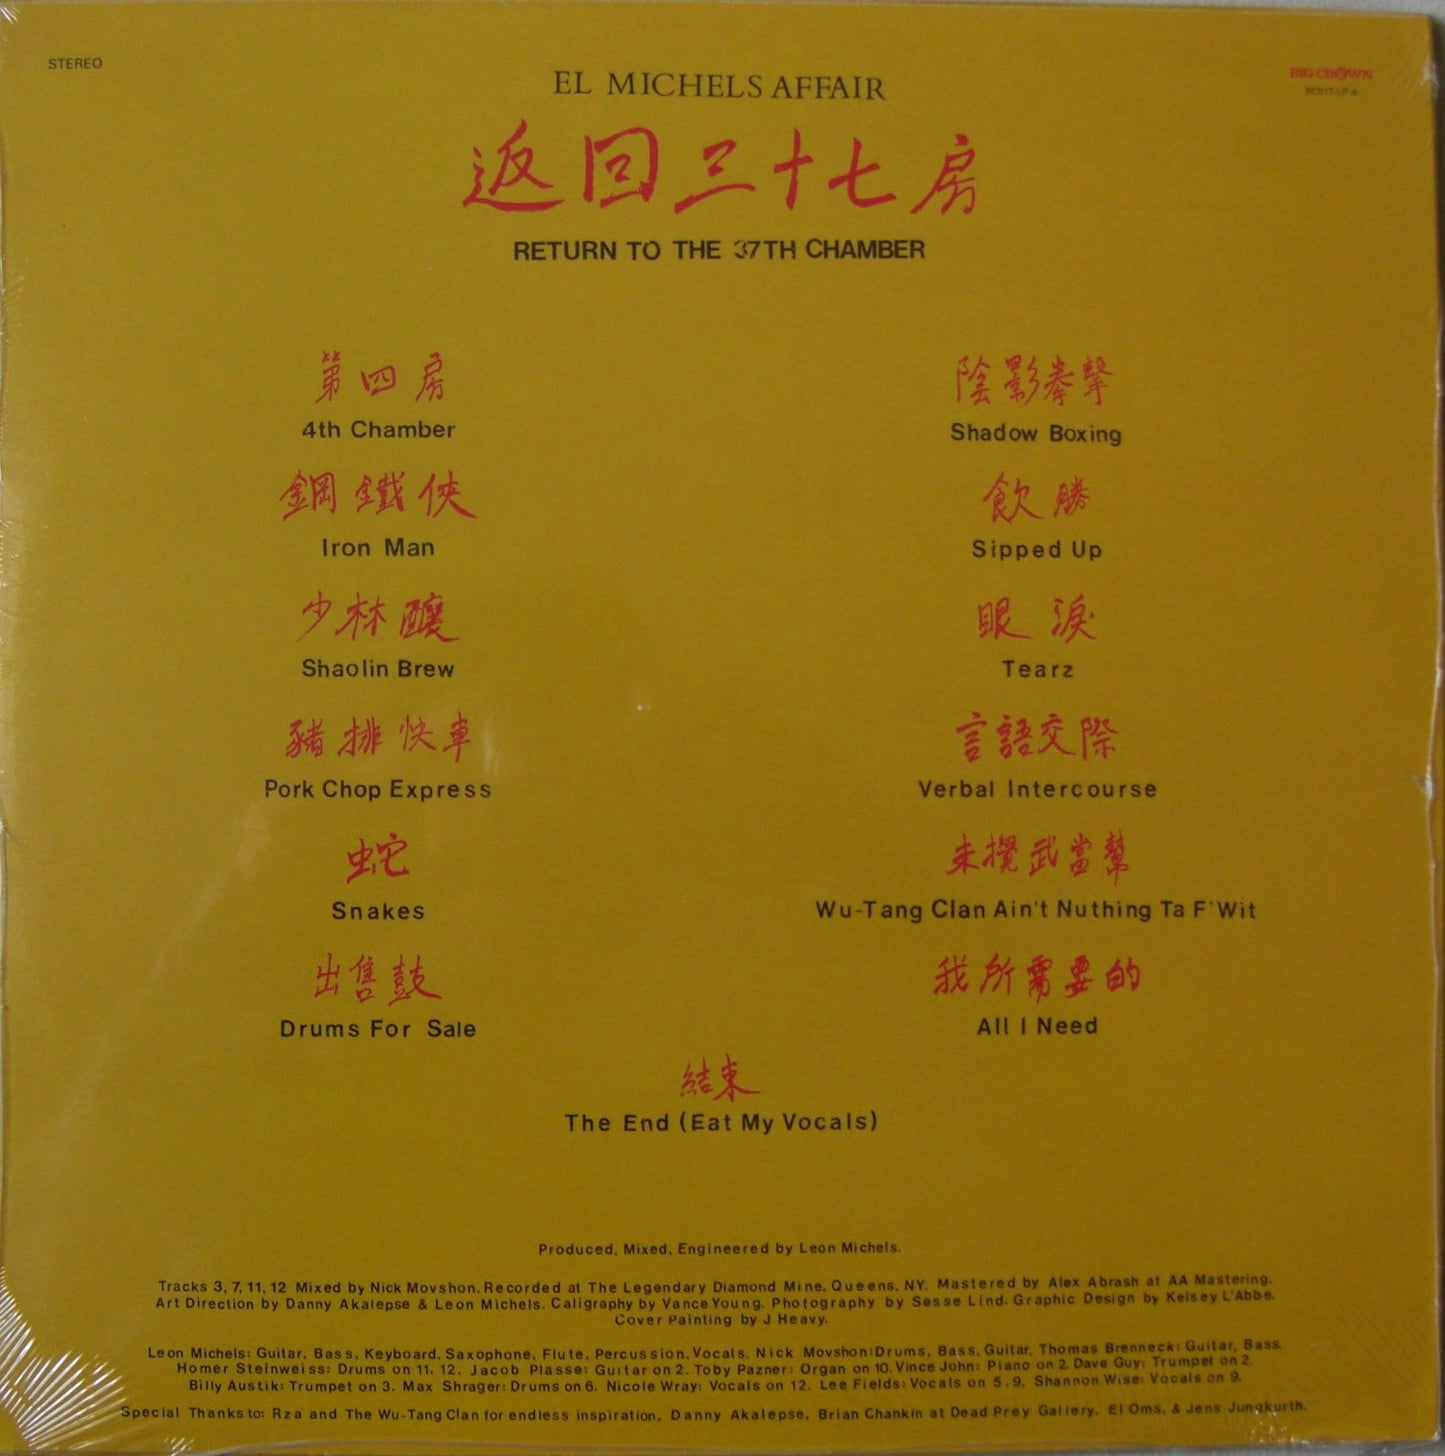 STEREO
EL MICHELS AFFAIR
BIG CROWN
返回三十七房
RETURN TO THE 37TH CHAMBER
第四房
4th Chamber
鋼鐵俠
Iron Man
少林釀
Shaolin Brew
豬排快車
Pork Chop Express
蛇
Snakes
出售鼓
Drums For Sale
陰影拳擊
Shadow Boxing
飲勝
Sipped Up
眼淚
Tearz
言語交際
Verbal Intercourse
未攪武當幫
Wu-Tang Clan Ain't Nuthing Ta F' Wit
我所需要的
All I Need
結束
The End (Eat My Vocals)
Produced, Mixed, Engineered by Leon Michels.
Tracks 3, 7, 11, 12 Mixed by Nick Movshon. Recorded at The Legendary Diamond Mine, Queens, NY. Mastered by Alex Abrash at AA Mastering.
Art Direction by Danny Akalepse & Leon Michels. Caligraphy by Vance Young. Photography by Sesse Lind. Graphic Design by Kelsey L'Abbe.
Cover Painting by J Heavy.
Leon Michels: Guitar, Bass, Keyboard, Saxophone, Flute, Percussion, Vocals. Nick Movshon: Drums, Bass, Guitar. Thomas Brenneck: Guitar, Bass.
Homer Steinweiss: Drums on 11, 12. Jacob Plasse: Guitar on 2. Toby Pazner: Organ on 10. Vince John: Piano on 2. Dave Guy: Trumpet on 2.
Billy Austik: Trumpet on 3. Max Shrager: Drums on 6. Nicole Wray: Vocals on 12. Lee Fields: Vocals on 5, 9. Shannon Wise: Vocals on 9.
Special Thanks to: Rza and The Wu-Tang Clan for endless inspiration, Danny Akalepse, Brian Chankin at Dead Prey Gallery, El Oms, & Jens Jungkurth.